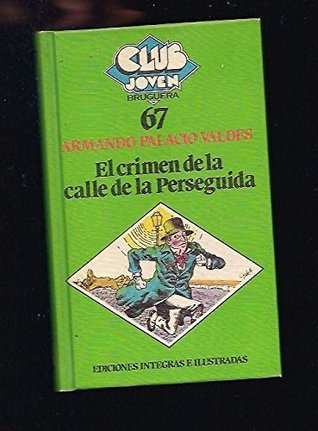 CLUB
JOVEN
BRUGUERA
67
ARMANDO PALACIO VALDES
El crimen de la
calle de la Perseguida
EDICIONES INTEGRAS E ILUSTRADAS